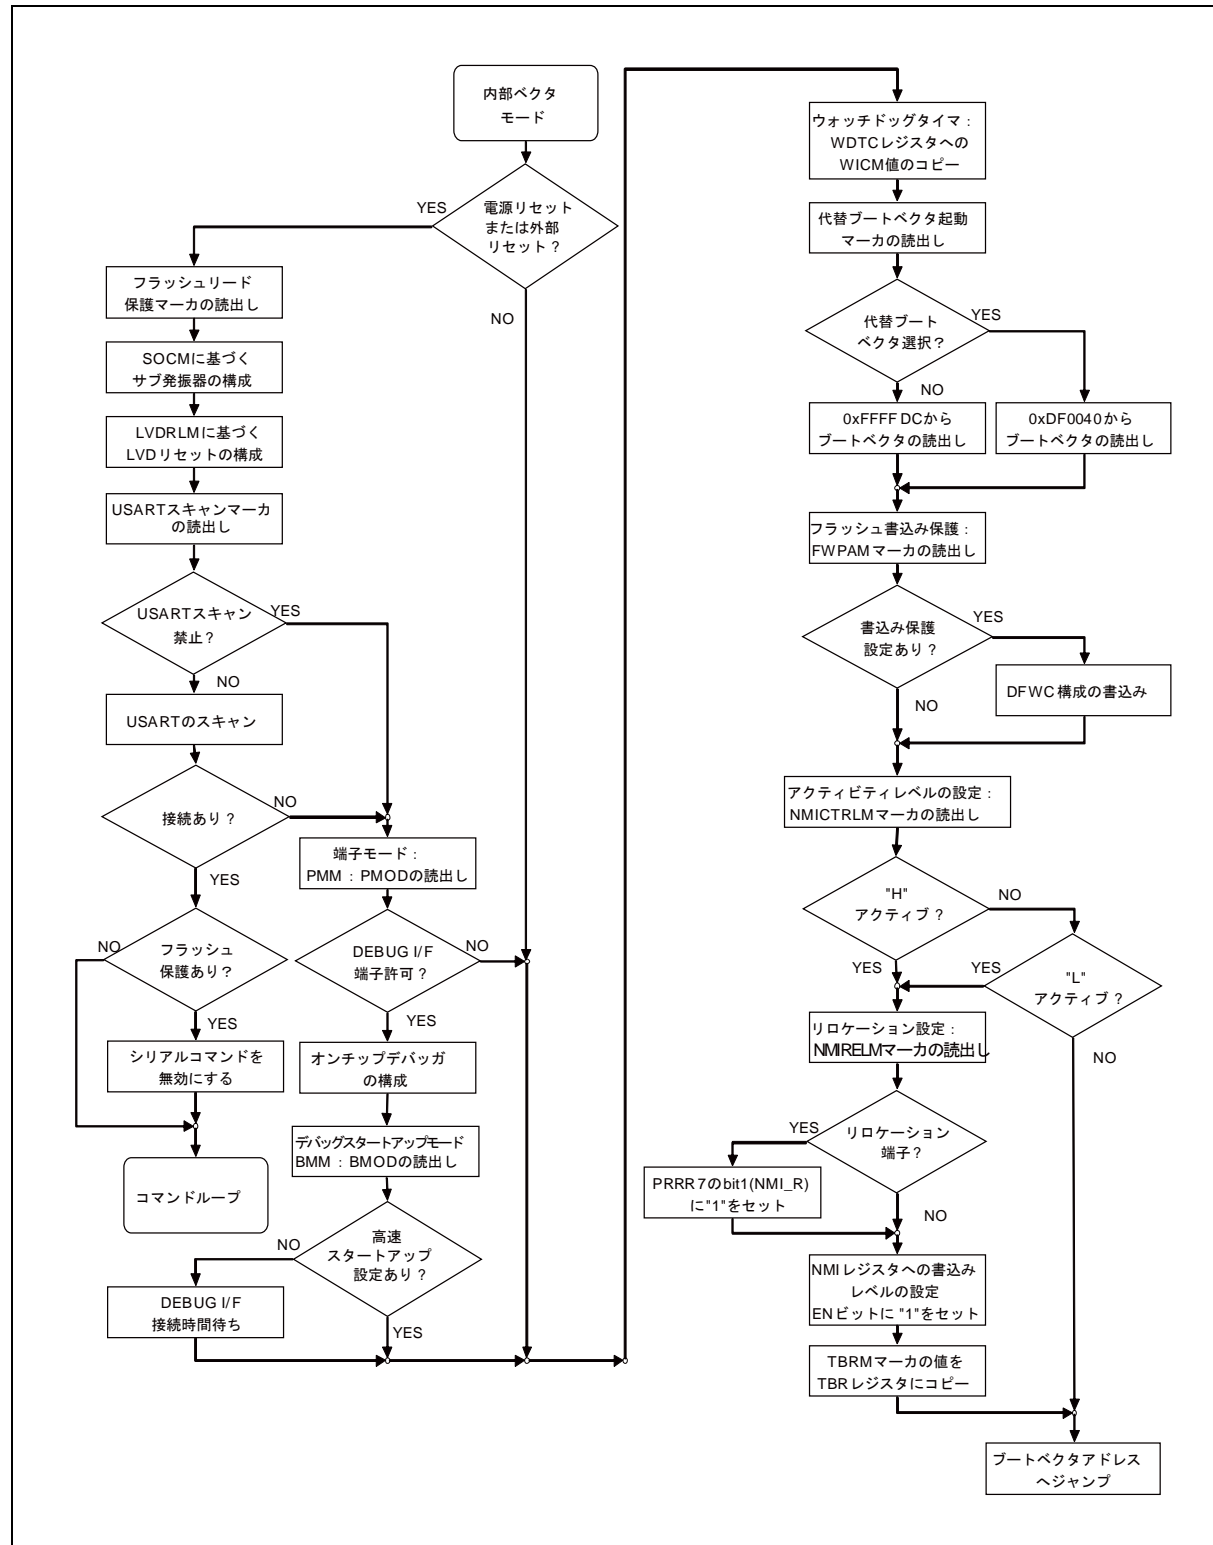 内部ベクタ
モード
電源リセット
または外部
リセット？
YES
NO
フラッシュリード
保護マーカの読出し
SOCMに基づく
サブ発振器の構成
LVDRLMに基づく
LVDリセットの構成
USARTスキャンマーカ
の読出し
USARTスキャン
禁止？
YES
NO
USARTのスキャン
接続あり？
NO
YES
端子モード：
PMM：PMODの読出し
フラッシュ
保護あり？
NO
YES
DEBUG I/F
端子許可？
NO
YES
シリアルコマンドを
無効にする
オンチップデバッガ
の構成
コマンドループ
デバッグスタートアップモード
BMM：BMODの読出し
高速
スタートアップ
設定あり？
NO
YES
DEBUG I/F
接続時間待ち
ウォッチドッグタイマ：
WDTCレジスタへの
WICM値のコピー
代替ブートベクタ起動
マーカの読出し
代替ブート
ベクタ選択？
YES
NO
0xFFFFDCから
ブートベクタの読出し
0xDF0040から
ブートベクタの読出し
フラッシュ書込み保護：
FWPAMマーカの読出し
書込み保護
設定あり？
YES
NO
DFWC構成の書込み
アクティビティレベルの設定：
NMICTRLMマーカの読出し
"H"
アクティブ？
NO
YES
"L"
アクティブ？
YES
NO
リロケーション設定：
NMIRELMマーカの読出し
リロケーション
端子？
YES
NO
PRRR7のbit1(NMI_R)
に"1"をセット
NMIレジスタへの書込み
レベルの設定
ENビットに"1"をセット
TBRMマーカの値を
TBRレジスタにコピー
ブートベクタアドレス
へジャンプ